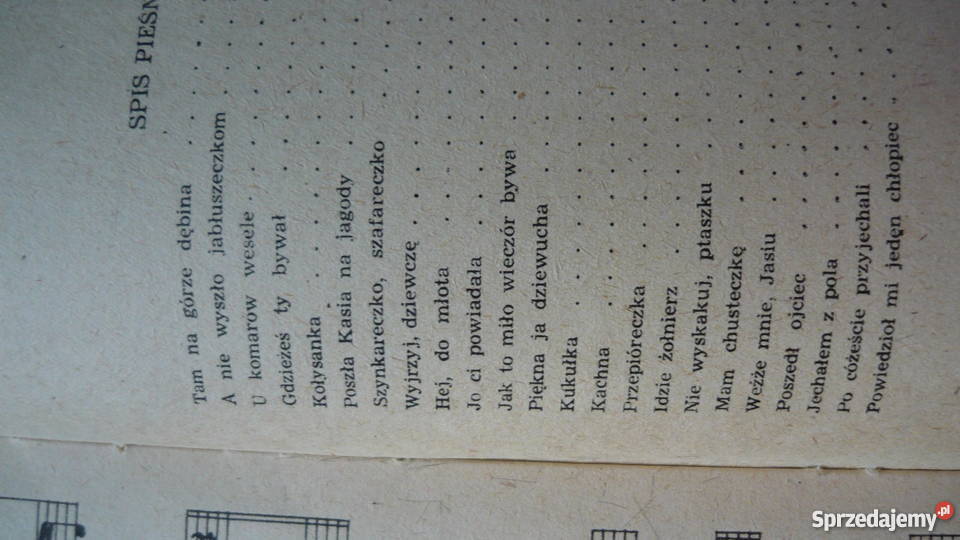 SPIS PIEŚN
Tam na górze dębina . . . . .
A nie wyszło jabłuszeczkom . . .
U komarow wesele . . . . . .
Gdzieżeś ty bywał . . . . . .
Kołysanka . . . . . . . .
Poszła Kasia na jagody . . . .
Szynkareczko, szafareczko . . .
Wyjrzyj, dziewczę . . . . . .
Hej, do młota . . . . . . .
Jo ci powiadała . . . . . .
Jak to miło wieczór bywa . . . .
Piękna ja dziewucha . . . . .
Kukułka . . . . . . . .
Kachna . . . . . . . .
Przepióreczka . . . . . . .
Idzie żołnierz . . . . . . .
Nie wyskakuj, ptaszku . . . . .
Mam chusteczkę . . . . . .
Weźże mnie, Jasiu . . . . . .
Poszedł ojciec . . . . . . .
Jechałem z pola . . . . . .
Po cóżeście przyjechali . . . .
Powiedział mi jedęn chłopiec . . .
Sprzedajemy.pl